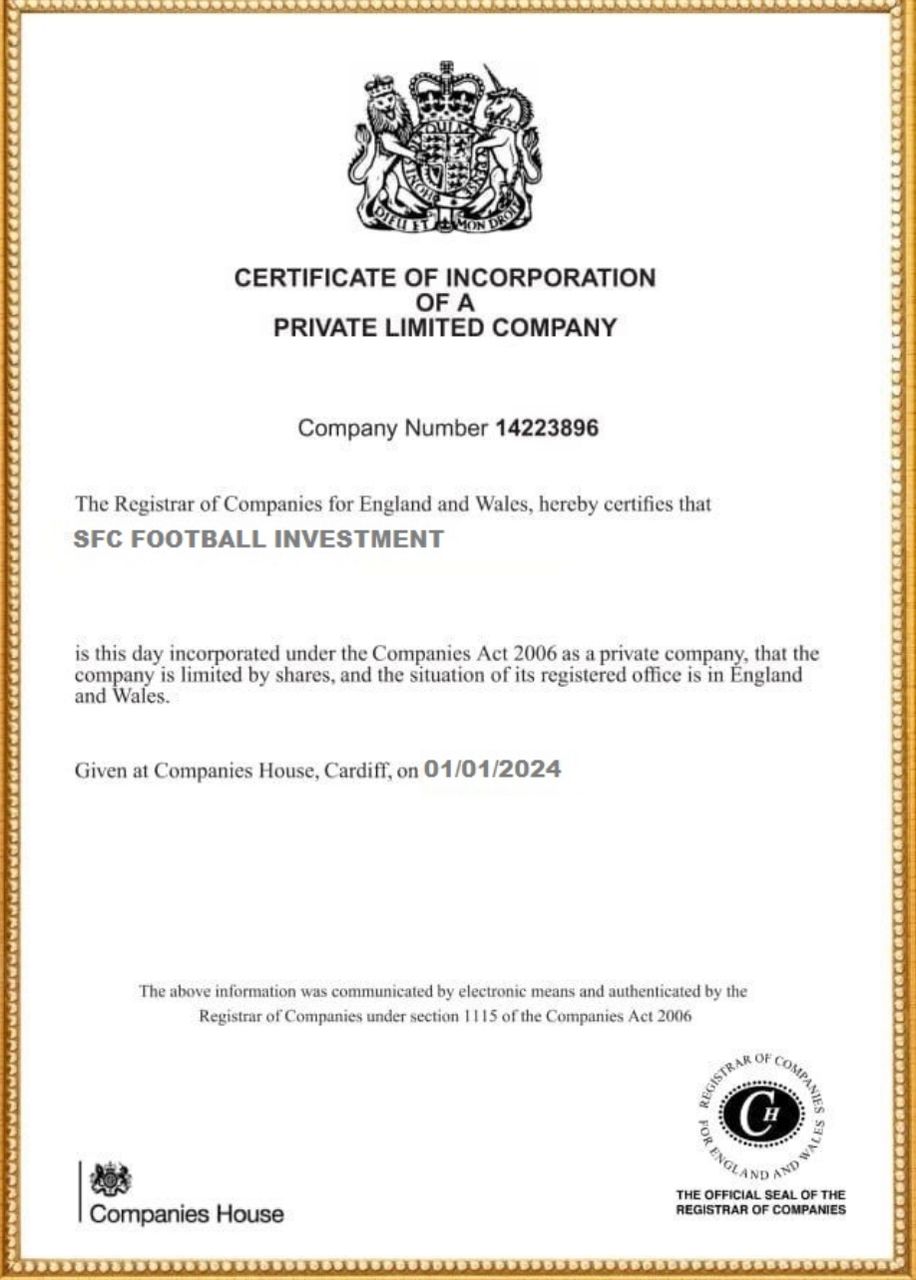 QUI
INCH
PENSE
DIEU ET MON DROIT
CERTIFICATE OF INCORPORATION
OF A
PRIVATE LIMITED COMPANY
Company Number 14223896
The Registrar of Companies for England and Wales, hereby certifies that
SFC FOOTBALL INVESTMENT
is this day incorporated under the Companies Act 2006 as a private company, that the
company is limited by shares, and the situation of its registered office is in England
and Wales.
Given at Companies House, Cardiff, on 01/01/2024
The above information was communicated by electronic means and authenticated by the
Registrar of Companies under section 1115 of the Companies Act 2006
REGISTRAR OF COMPANIES
FOR ENGLAND AND WALES
CH
THE OFFICIAL SEAL OF THE
REGISTRAR OF COMPANIES
Companies House